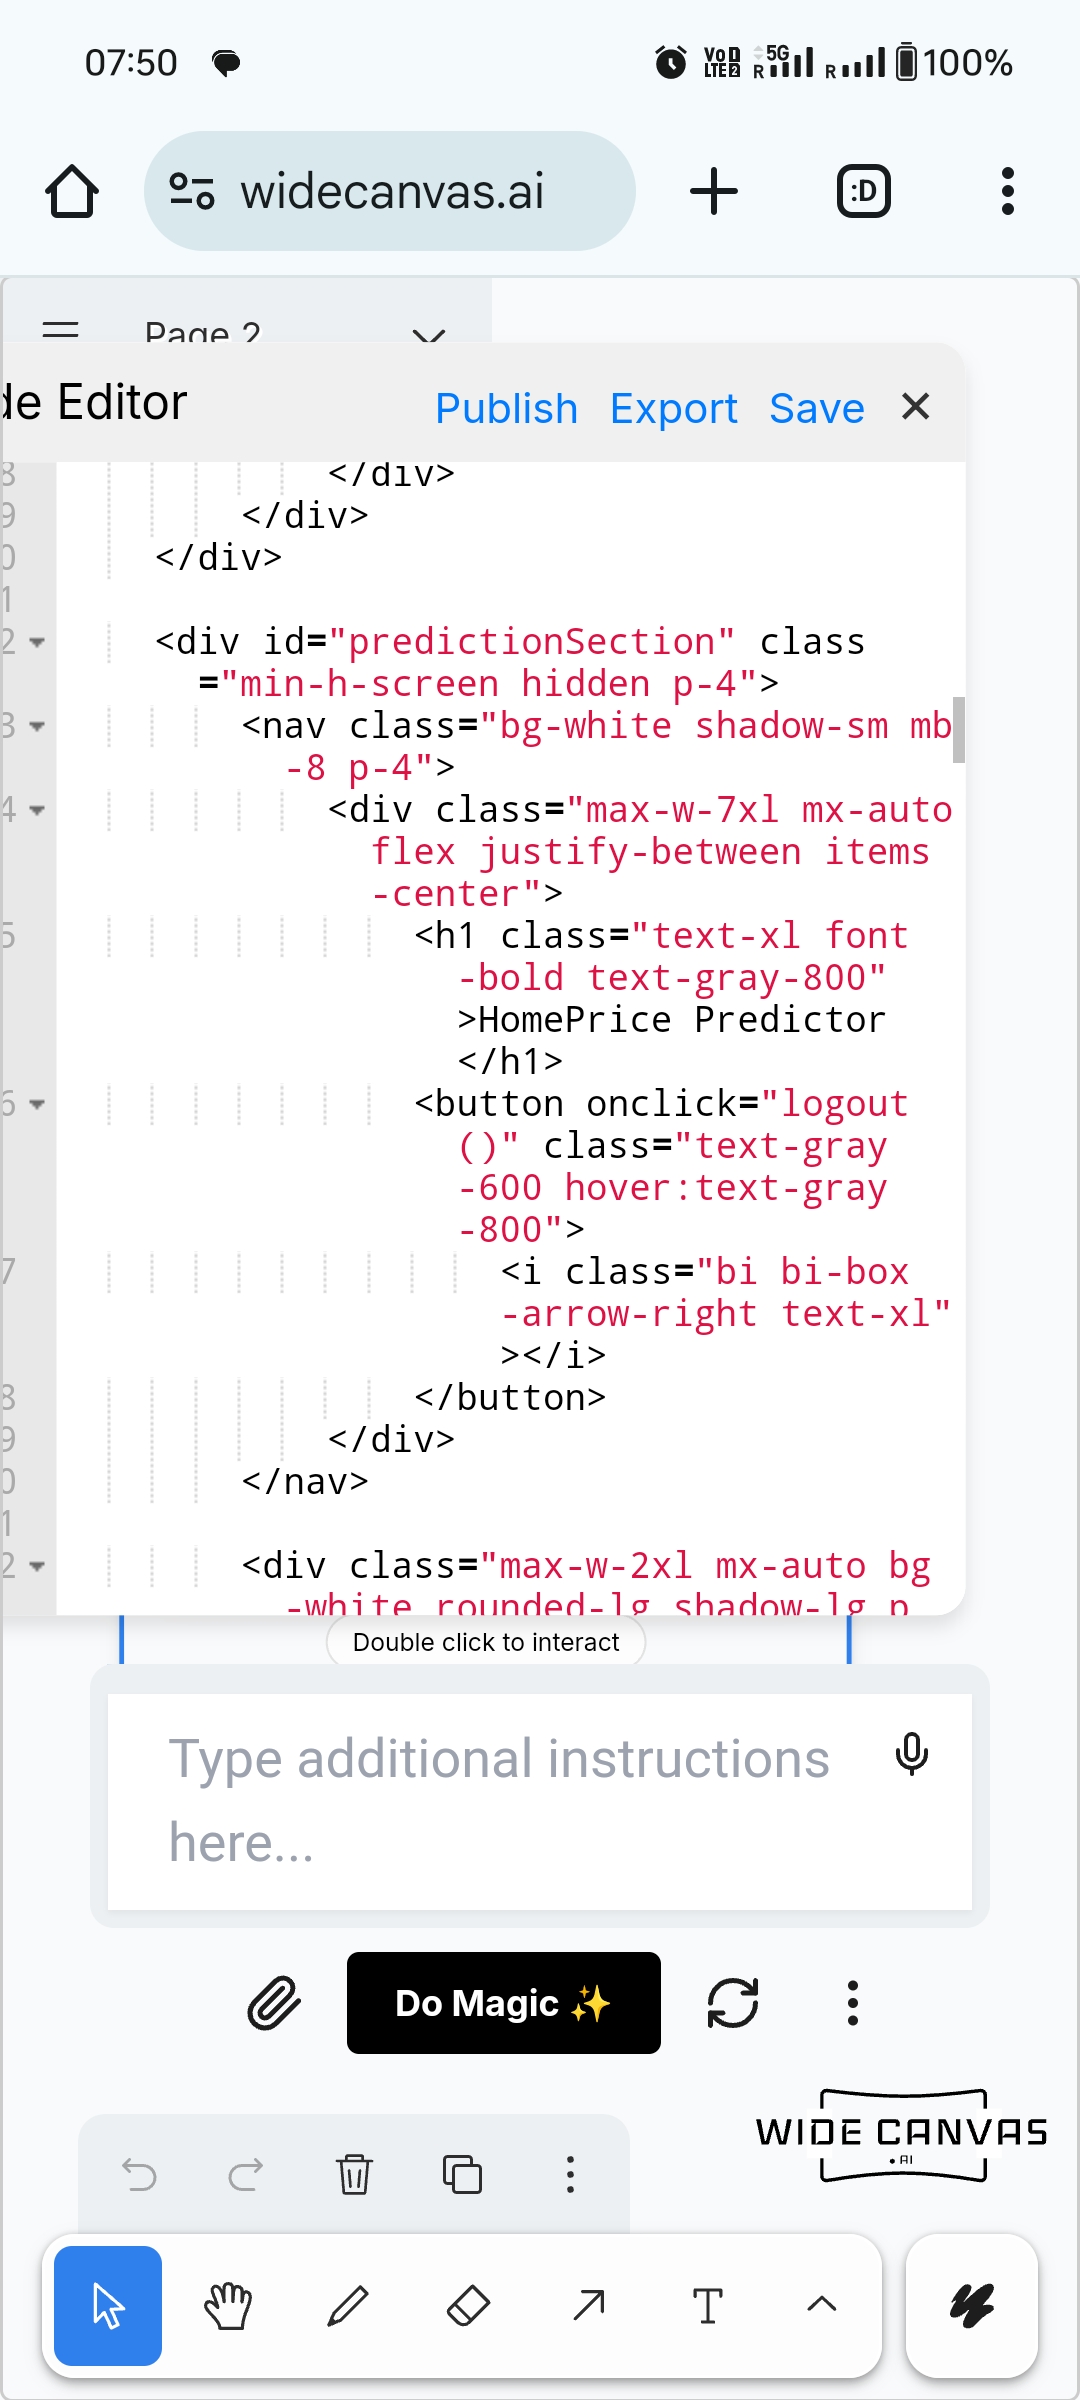 07:50
Vo 1 LTE 2 R 5G R 100%
widecanvas.ai
:D
Page 2
de Editor Publish Export Save ✕
8 </div>
9 </div>
0 </div>
1
2 <div id="predictionSection" class
="min-h-screen hidden p-4">
3 <nav class="bg-white shadow-sm mb
-8 p-4">
4 <div class="max-w-7xl mx-auto
flex justify-between items
-center">
5 <h1 class="text-xl font
-bold text-gray-800"
>HomePrice Predictor
</h1>
6 <button onclick="logout
()" class="text-gray
-600 hover:text-gray
-800">
7 <i class="bi bi-box
-arrow-right text-xl"
></i>
8 </button>
9 </div>
0 </nav>
1
2 <div class="max-w-2xl mx-auto bg
-white rounded-lg shadow-lg p
Double click to interact
Type additional instructions
here...
Do Magic ✨
WIDE CANVAS
.AI
T